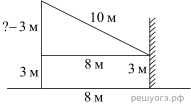 ?−3 м
10 м
3 м
8 м
3 м
8 м
решуогэ.рф